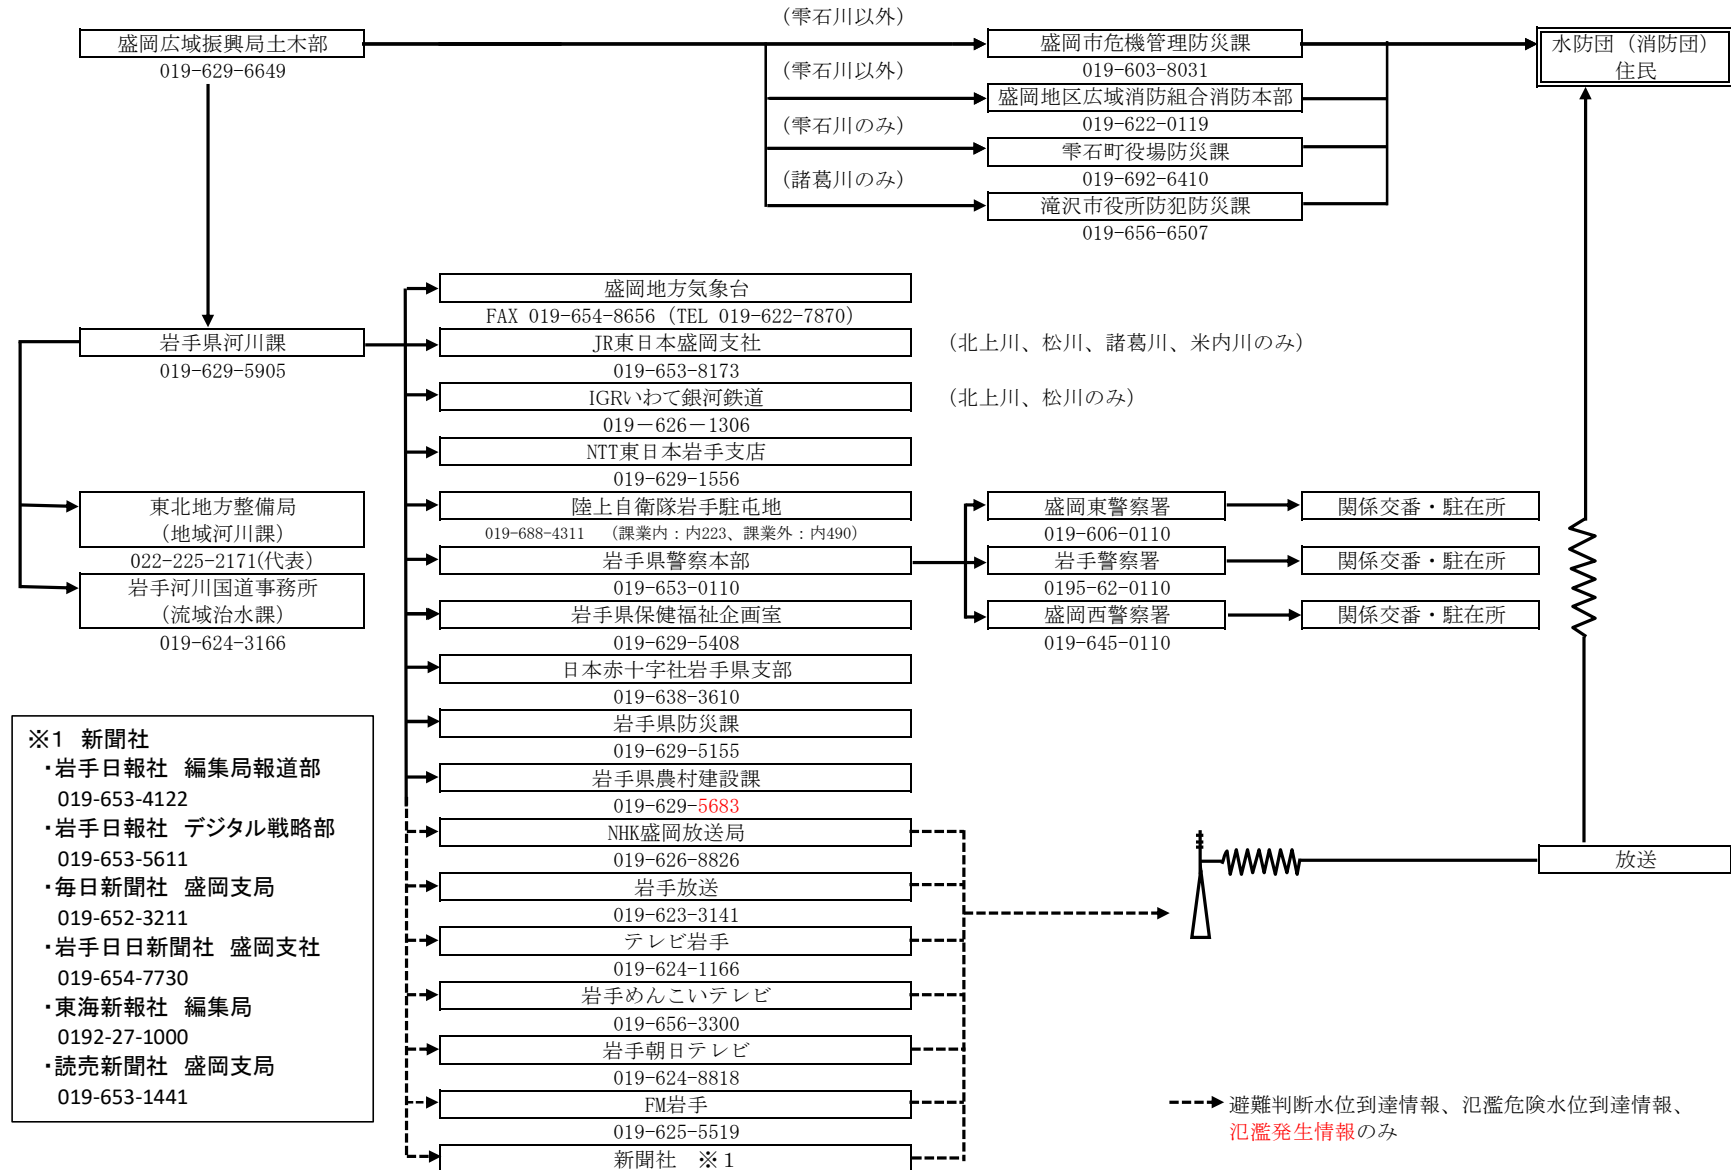 (雫石川以外)
盛岡広域振興局土木部
019-629-6649
盛岡市危機管理防災課
019-603-8031
水防団(消防団)
住民
(雫石川以外)
盛岡地区広域消防組合消防本部
019-622-0119
(雫石川のみ)
雫石町役場防災課
019-692-6410
(諸葛川のみ)
滝沢市役所防犯防災課
019-656-6507
盛岡地方気象台
FAX 019-654-8656 (TEL 019-622-7870)
岩手県河川課
019-629-5905
JR東日本盛岡支社
(北上川、松川、諸葛川、米内川のみ)
019-653-8173
IGRいわて銀河鉄道
(北上川、松川のみ)
019－626－1306
NTT東日本岩手支店
019-629-1556
東北地方整備局
(地域河川課)
022-225-2171(代表)
岩手河川国道事務所
(流域治水課)
019-624-3166
陸上自衛隊岩手駐屯地
019-688-4311 (課業内：内223、課業外：内490)
岩手県警察本部
019-653-0110
盛岡東警察署
019-606-0110
関係交番・駐在所
岩手警察署
0195-62-0110
関係交番・駐在所
盛岡西警察署
019-645-0110
関係交番・駐在所
岩手県保健福祉企画室
019-629-5408
日本赤十字社岩手県支部
019-638-3610
岩手県防災課
019-629-5155
岩手県農村建設課
019-629-5683
NHK盛岡放送局
019-626-8826
岩手放送
019-623-3141
テレビ岩手
019-624-1166
岩手めんこいテレビ
019-656-3300
岩手朝日テレビ
019-624-8818
FM岩手
019-625-5519
新聞社 ※1
放送
※1 新聞社
・岩手日報社 編集局報道部
019-653-4122
・岩手日報社 デジタル戦略部
019-653-5611
・毎日新聞社 盛岡支局
019-652-3211
・岩手日日新聞社 盛岡支社
019-654-7730
・東海新報社 編集局
0192-27-1000
・読売新聞社 盛岡支局
019-653-1441
避難判断水位到達情報、氾濫危険水位到達情報、
氾濫発生情報のみ